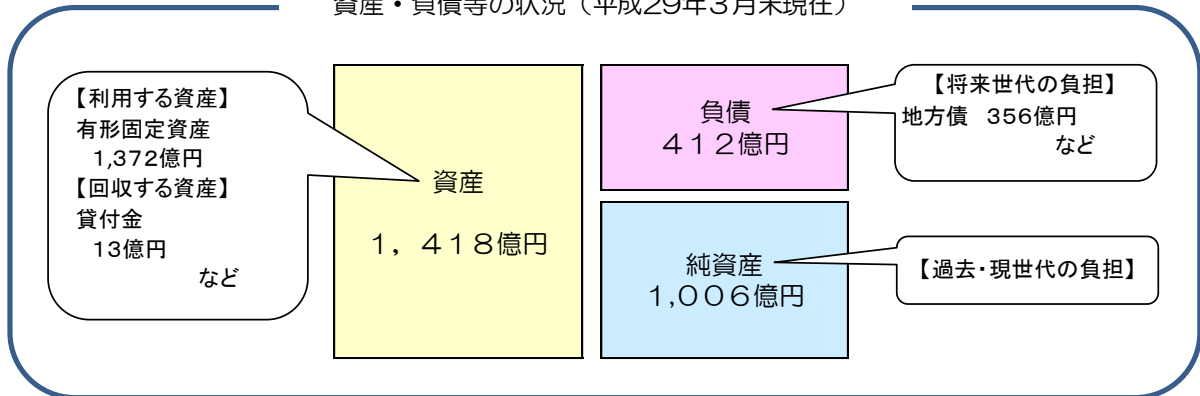 資産・負債等の状況（平成29年3月末現在）
【利用する資産】
有形固定資産
1,372億円
【回収する資産】
貸付金
13億円
など
資産
１，４１８億円
負債
４１２億円
純資産
１,００６億円
【将来世代の負担】
地方債　356億円
など
【過去・現世代の負担】